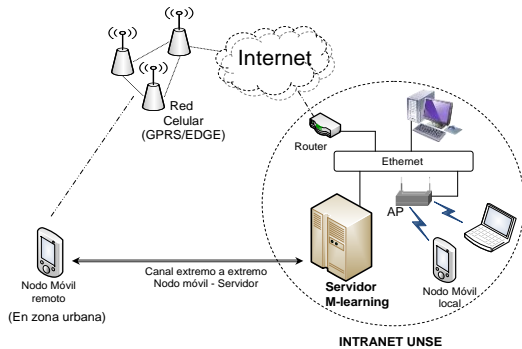 Internet
Red
Celular
(GPRS/EDGE)
Router
Ethernet
AP
Canal extremo a extremo
Nodo móvil - Servidor
Servidor
M-learning
Nodo Móvil
local
Nodo Móvil
remoto
(En zona urbana)
INTRANET UNSE